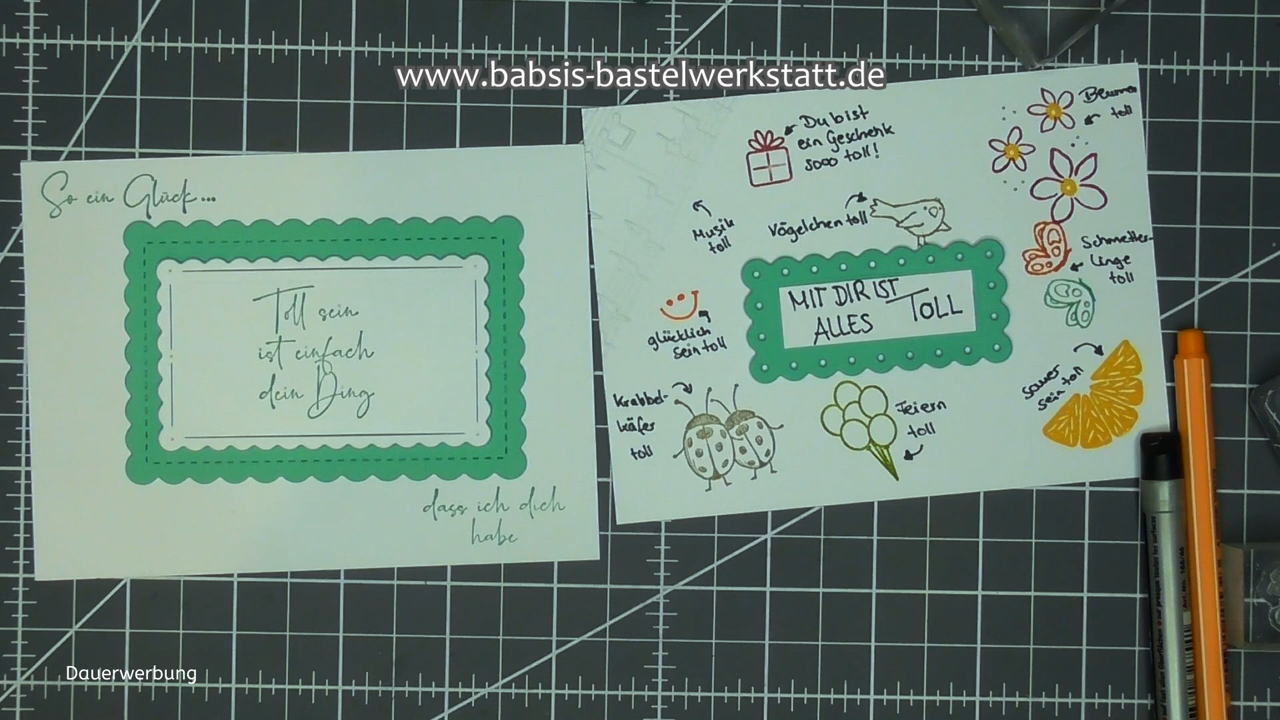 www.babsis-bastelwerkstatt.de
So ein Glück...
Toll sein
ist einfach
dein Ding
dass ich dich
habe
Du bist
ein Geschenk
sooo toll!
Blumen
toll
Musik
toll
Vögelchen toll
Schmetter-
linge
toll
MIT DIR IST
ALLES TOLL
glücklich
sein toll
Krabbel-
käfer
toll
Feiern
toll
sauer
sein toll
Dauerwerbung